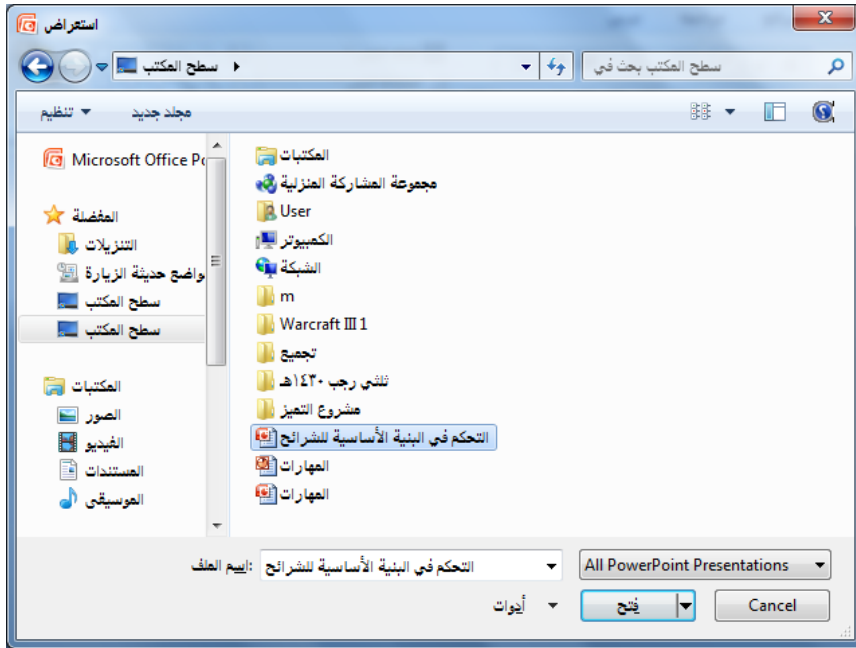 استعراض
سطح المكتب
سطح المكتب بحث في
تنظيم
مجلد جديد
Microsoft Office Po
المفضلة
التنزيلات
واضع حديثة الزيارة
سطح المكتب
سطح المكتب
المكتبات
الصور
الفيديو
المستندات
الموسيقى
المكتبات
مجموعة المشاركة المنزلية
User
الكمبيوتر
الشبكة
m
Warcraft III 1
تجميع
ثلثي رجب ١٤٣٠هـ
مشروع التميز
التحكم في البنية الأساسية للشرائح
المهارات
المهارات
اسم الملف:
التحكم في البنية الأساسية للشرائح
All PowerPoint Presentations
أدوات
فتح
Cancel